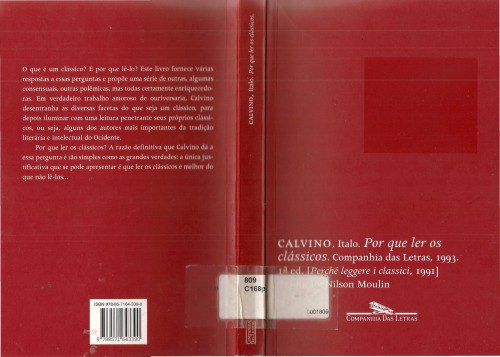 O que é um clássico? E por que lê-lo? Este livro fornece várias
respostas a essas perguntas e propõe uma série de outras, algumas
consensuais, outras polêmicas, mas todas certamente enriquecedo-
ras. Em verdadeiro trabalho amoroso de ourivesaria, Calvino
desentranha as diversas facetas do que seja um clássico, para
depois iluminar com uma leitura penetrante seus próprios clássi-
cos, ou seja, alguns dos autores mais importantes da tradição
literária e intelectual do Ocidente.
Por que ler os clássicos? A razão definitiva que Calvino dá a
essa pergunta é tão simples como as grandes verdades: a única jus-
tificativa que se pode apresentar é que ler os clássicos é melhor do
que não lê-los...
CALVINO, Italo. Por que ler os clássicos.
809
C168p
0001809
CALVINO, Italo. Por que ler os
clássicos. Companhia das Letras, 1993.
1ª ed. [Perché leggere i classici, 1991]
Nilson Moulin
COMPANHIA DAS LETRAS